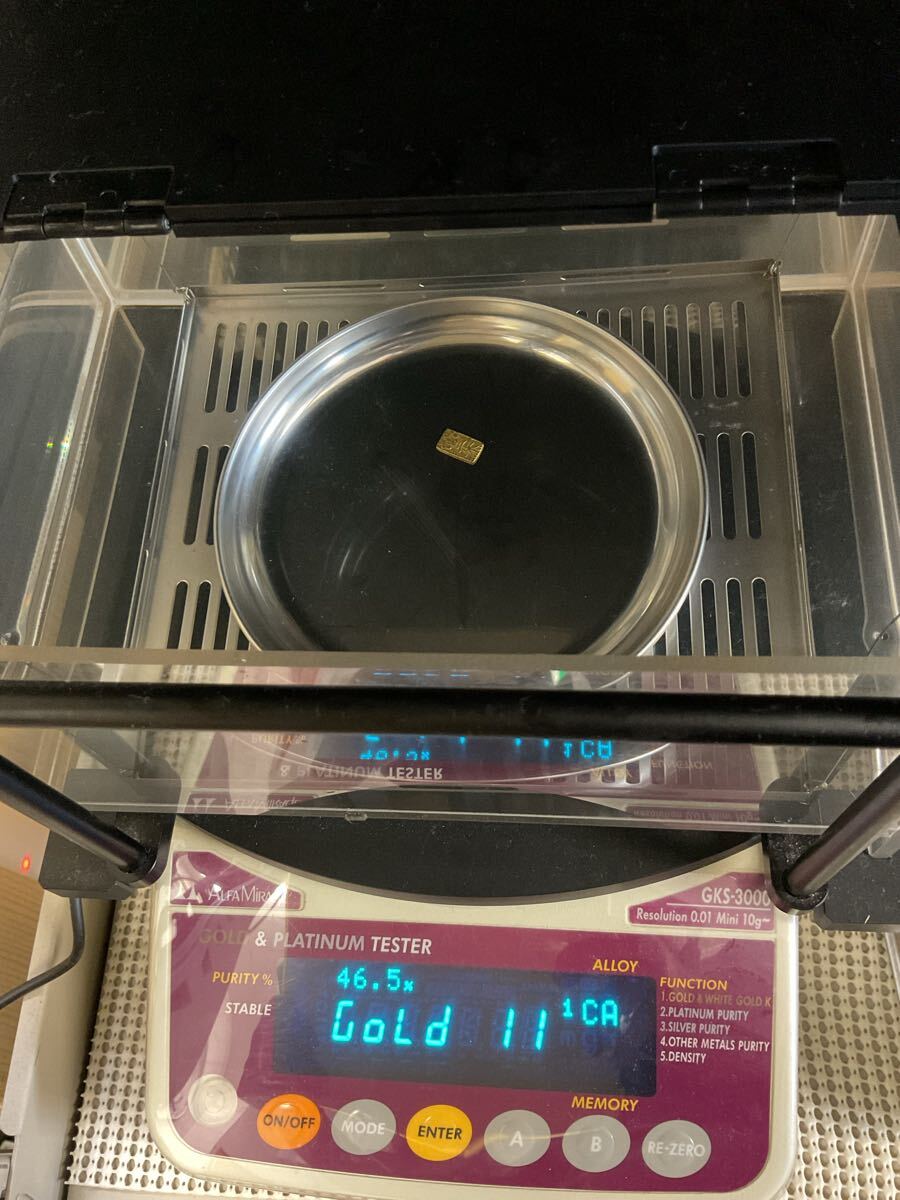 ALFAMIRA
GKS-3000
Resolution 0.01 Mini 10g~
GOLD & PLATINUM TESTER
PURITY %
STABLE
46.5%
Gold 11
1 CA
ALLOY
FUNCTION
1.GOLD & WHITE GOLD K
2.PLATINUM PURITY
3.SILVER PURITY
4.OTHER METALS PURITY
5.DENSITY
MEMORY
ON/OFF
MODE
ENTER
A
B
RE-ZERO